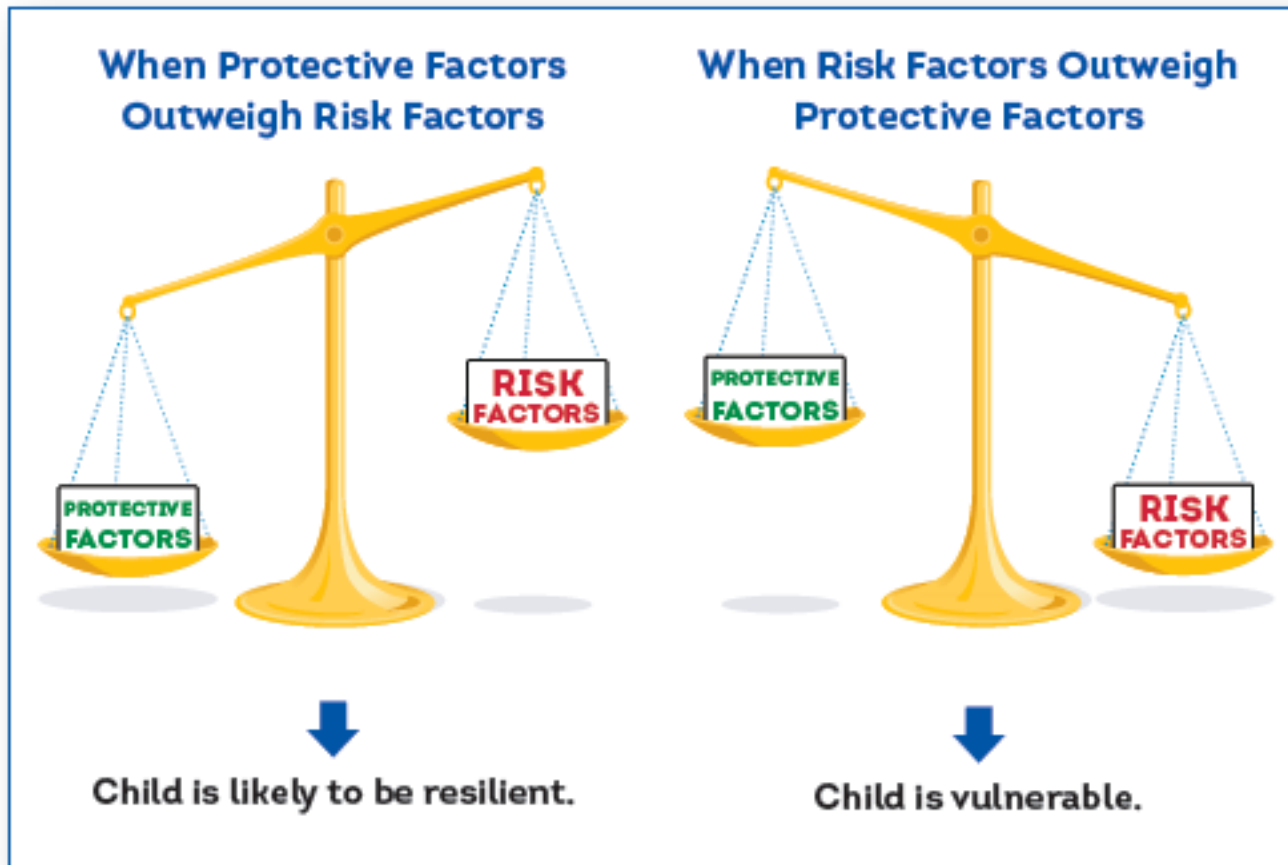 When Protective Factors
Outweigh Risk Factors
PROTECTIVE
FACTORS
RISK
FACTORS
Child is likely to be resilient.
When Risk Factors Outweigh
Protective Factors
PROTECTIVE
FACTORS
RISK
FACTORS
Child is vulnerable.